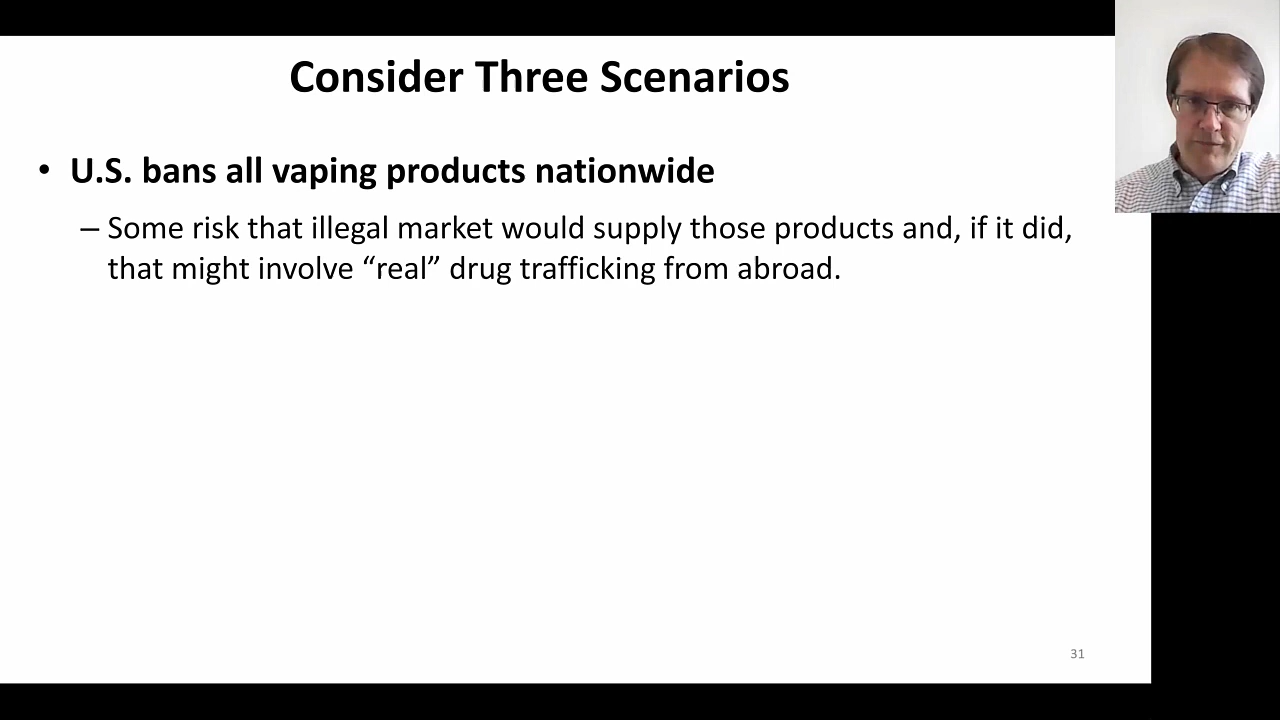 Consider Three Scenarios
• U.S. bans all vaping products nationwide
– Some risk that illegal market would supply those products and, if it did,
that might involve “real” drug trafficking from abroad.
31